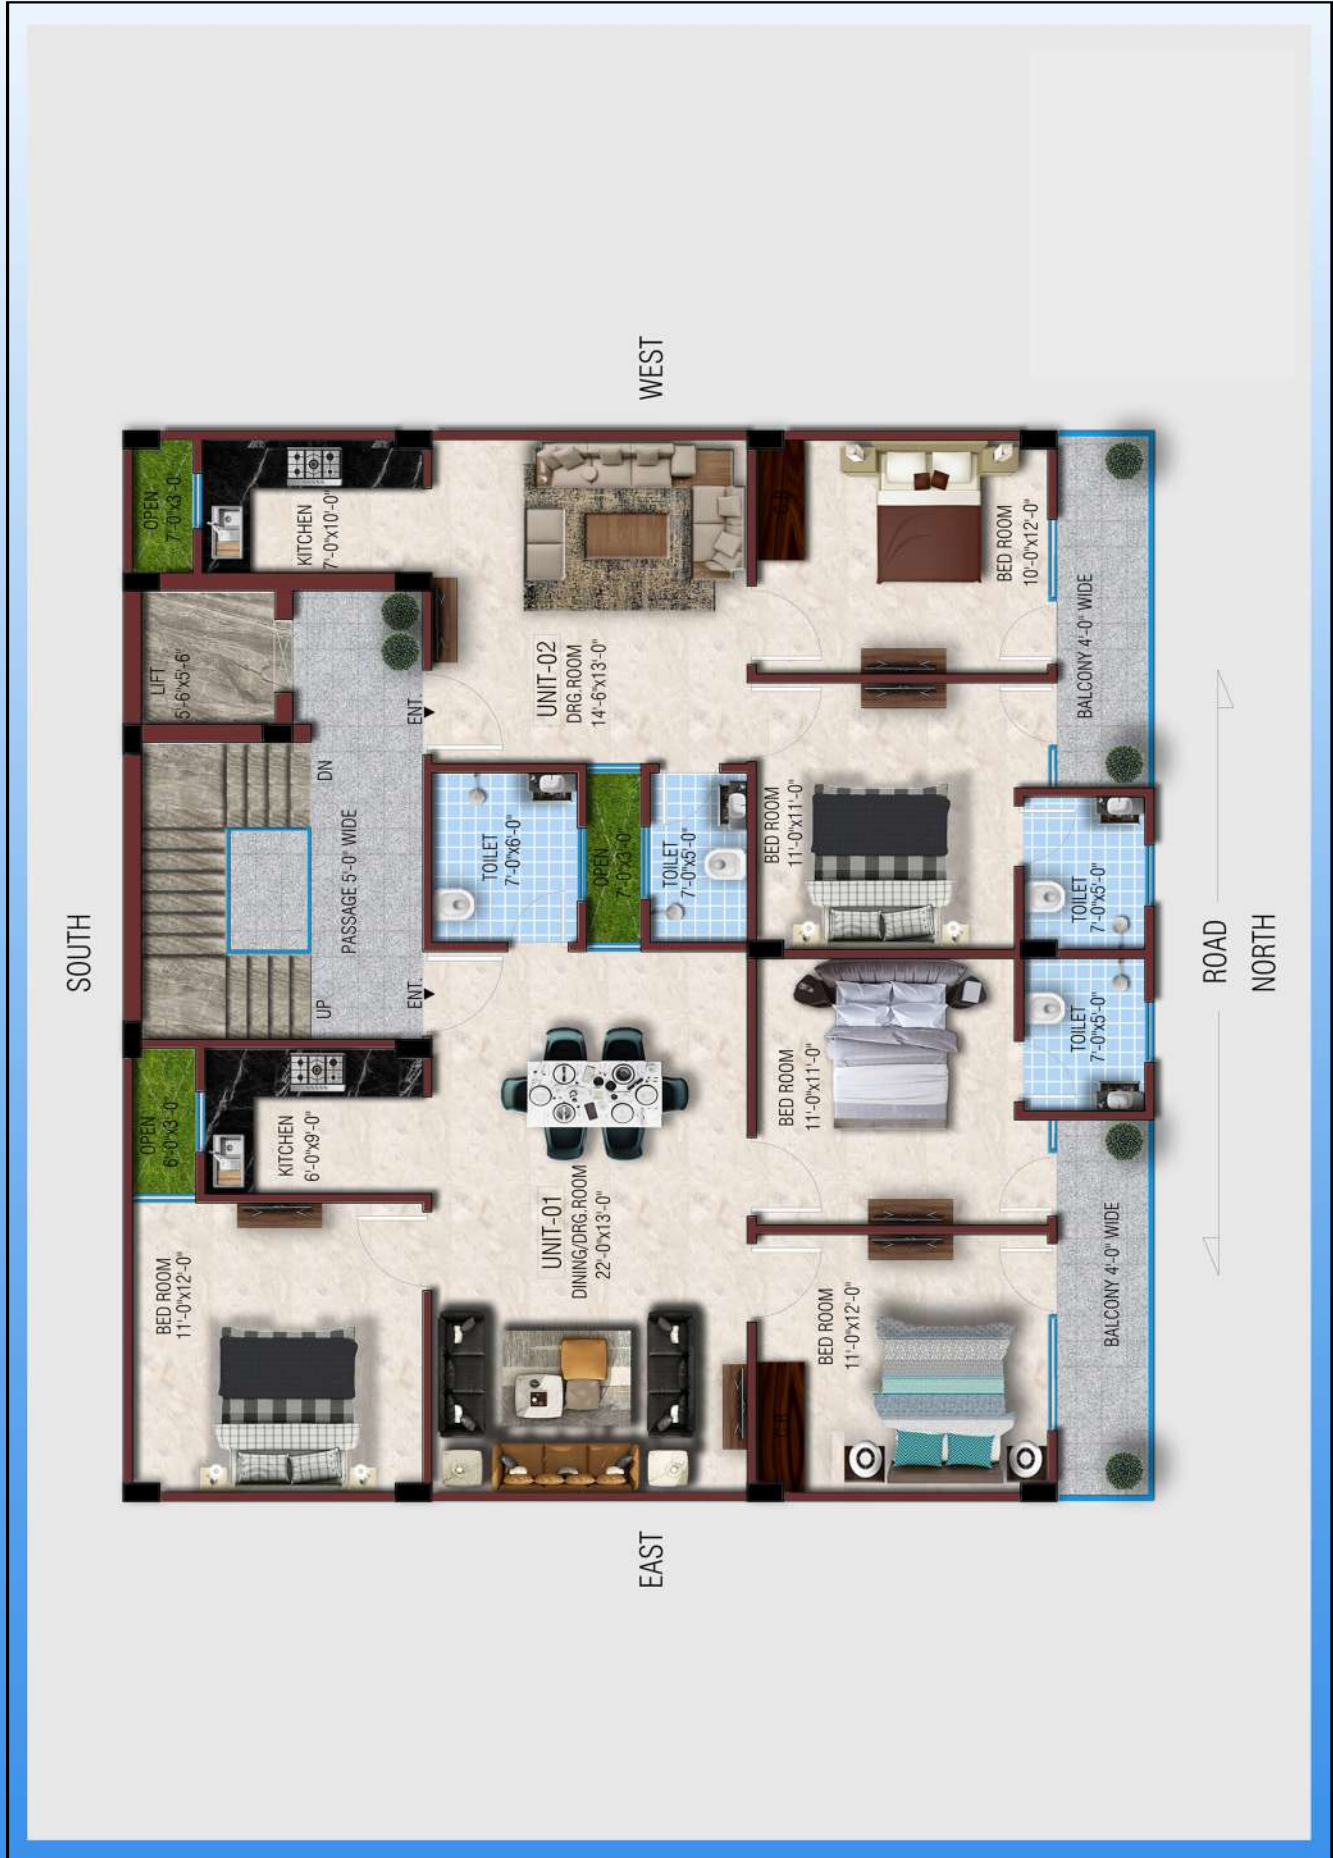 SOUTH
OPEN
6'-0"x3'-0
LIFT
5'-6"x5'-6"
OPEN
7'-0"x3'-0
BED ROOM
11'-0"x12'-0"
KITCHEN
6'-0"x9'-0"
UP
DN
PASSAGE 5'-0" WIDE
KITCHEN
7'-0"x10'-0"
ENT.
ENT.
TOILET
7'-0"x6'-0"
UNIT-01
DINING/DRG.ROOM
22'-0"x13'-0"
OPEN
7'-0"x3'-0"
UNIT-02
DRG.ROOM
14'-6"x13'-0"
EAST
WEST
TOILET
7'-0"x5'-0"
BED ROOM
11'-0"x12'-0"
BED ROOM
11'-0"x11'-0"
BED ROOM
11'-0"x11'-0"
BED ROOM
10'-0"x12'-0"
BALCONY 4'-0" WIDE
TOILET
7'-0"x5'-0"
TOILET
7'-0"x5'-0"
BALCONY 4'-0" WIDE
ROAD
NORTH